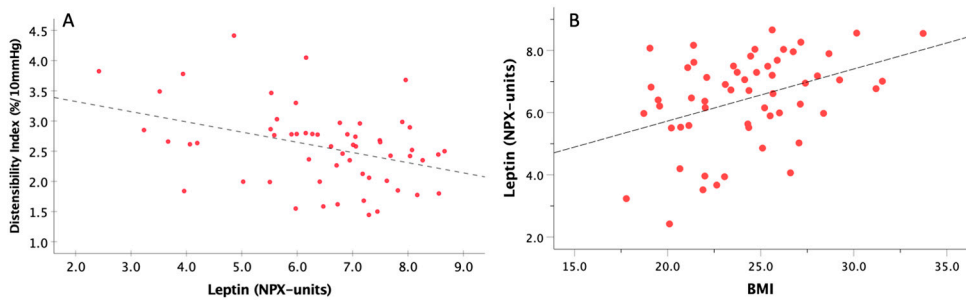 A
Distensibility Index (%/10mmHg)
4.5
4.0
3.5
3.0
2.5
2.0
1.5
1.0
2.0 3.0 4.0 5.0 6.0 7.0 8.0 9.0
Leptin (NPX-units)
B
Leptin (NPX-units)
8.0
6.0
4.0
2.0
15.0 20.0 25.0 30.0 35.0
BMI